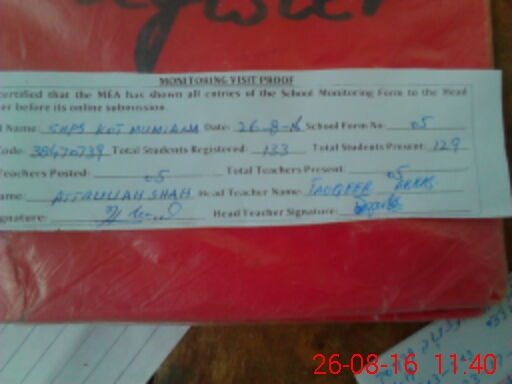 Register
MONITORING VISIT PROOF
certified that the MEA has shown all entries of the School Monitoring Form to the Head
er before its online submission.
l Name: GHPS KOT MUMIANA Date: 26-8-16 School Form No: 05
Code: 38470739 Total Students Registered: 133 Total Students Present: 129
Teachers Posted: 05 Total Teachers Present: 05
ame: ATTAULLAH SHAH Head Teacher Name: TAUQEER
gnature: Head Teacher Signature:
26-08-16 11:40